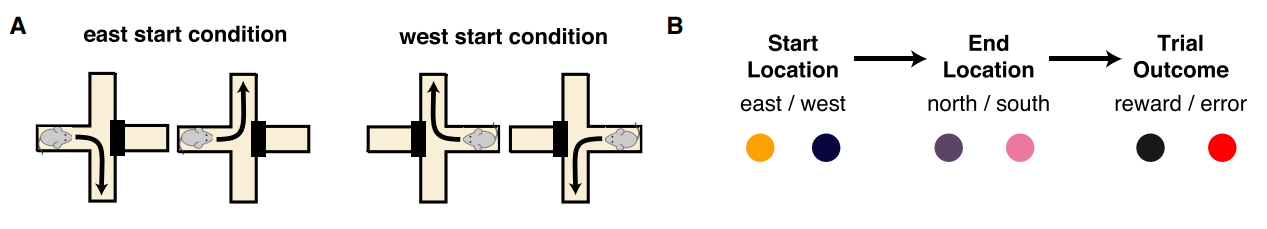 A
east start condition
west start condition
B
Start
Location
End
Location
Trial
Outcome
east / west
north / south
reward / error